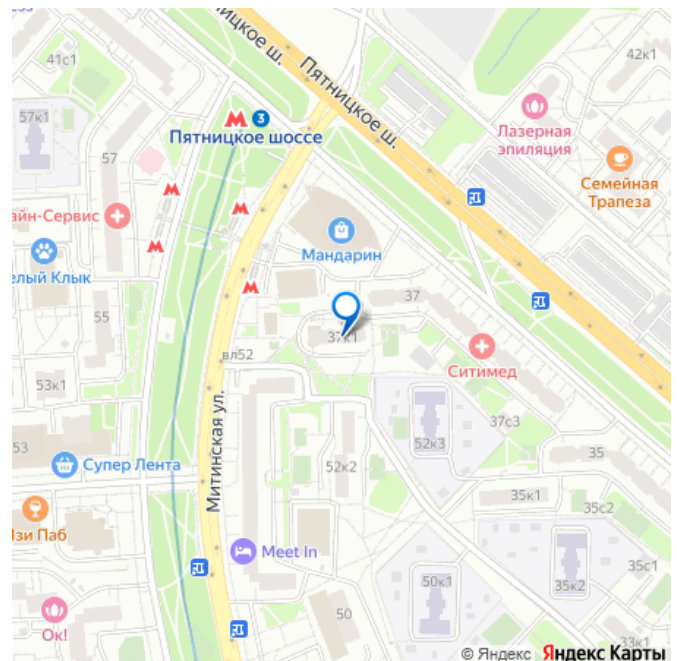 41с1
Пятницкое ш.
42к1
57к1
3
Пятницкое шоссе
Пятницкое ш.
Лазерная
эпиляция
57
Семейная
Трапеза
айн-Сервис
Мандарин
елый Клык
37
55
37к1
вл52
Ситимед
53к1
Митинская ул.
37с3
52к3
53
Супер Лента
52к2
35
35к1
Изи Паб
Meet In
50к1
35к2
35с1
Ок!
50
33к1
© Яндекс Яндекс Карты